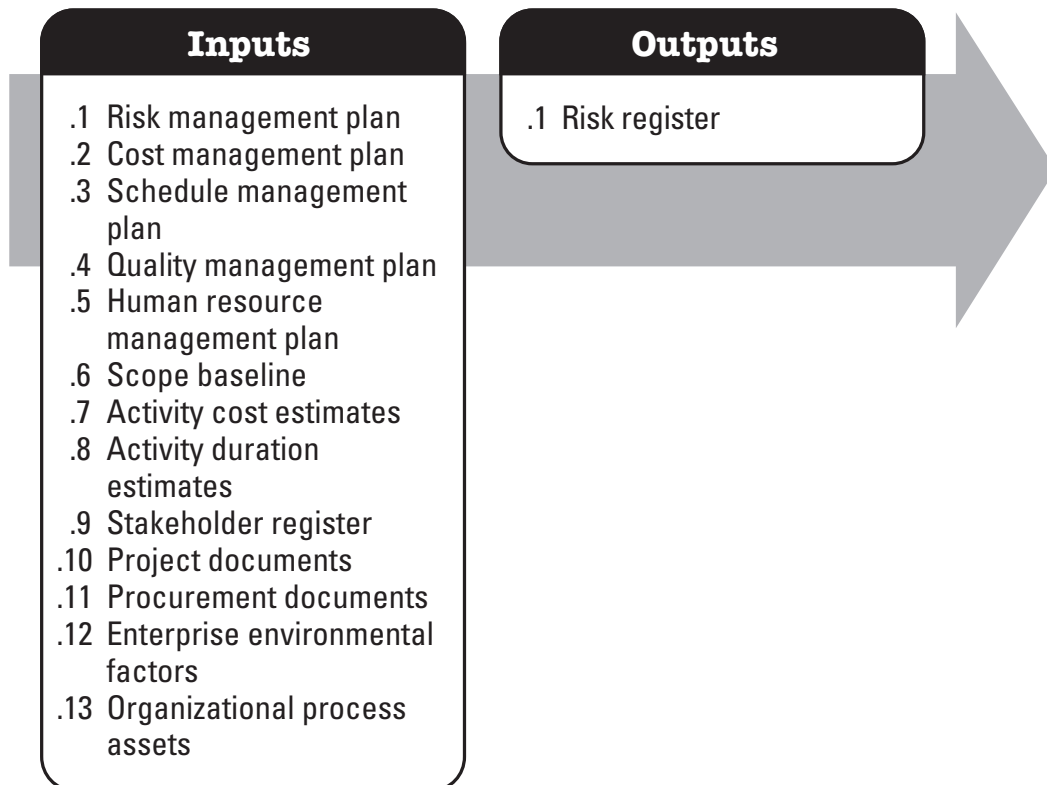 Inputs
.1 Risk management plan
.2 Cost management plan
.3 Schedule management
plan
.4 Quality management plan
.5 Human resource
management plan
.6 Scope baseline
.7 Activity cost estimates
.8 Activity duration
estimates
.9 Stakeholder register
.10 Project documents
.11 Procurement documents
.12 Enterprise environmental
factors
.13 Organizational process
assets
Outputs
.1 Risk register